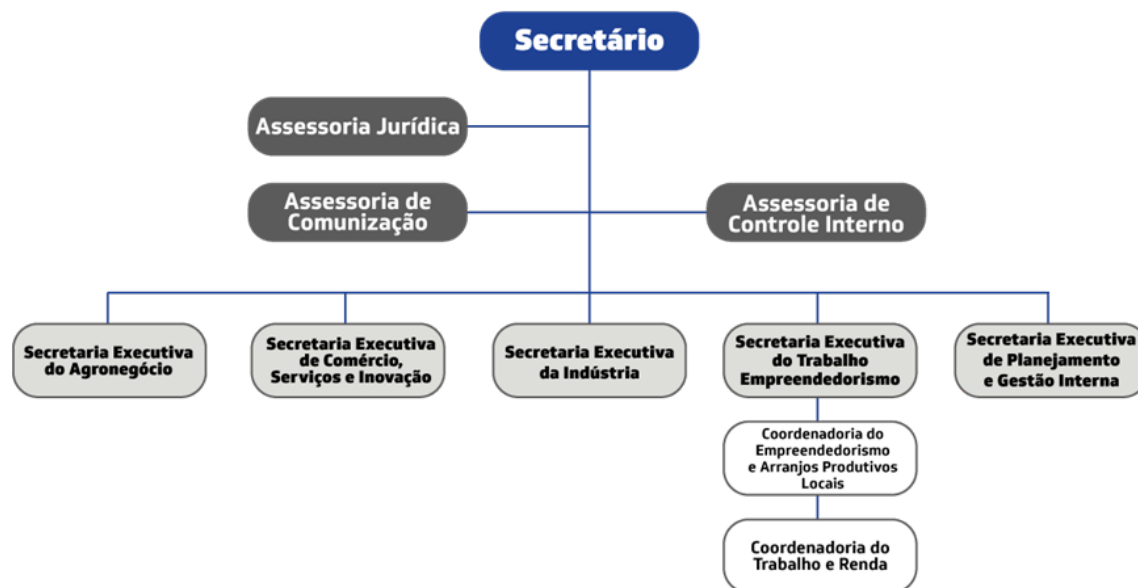 Secretário
Assessoria Jurídica
Assessoria de
Comunização
Assessoria de
Controle Interno
Secretaria Executiva
do Agronegócio
Secretaria Executiva
de Comércio,
Serviços e Inovação
Secretaria Executiva
da Indústria
Secretaria Executiva
do Trabalho
Empreendedorismo
Secretaria Executiva
de Planejamento
e Gestão Interna
Coordenadoria do
Empreendedorismo
e Arranjos Produtivos
Locais
Coordenadoria do
Trabalho e Renda